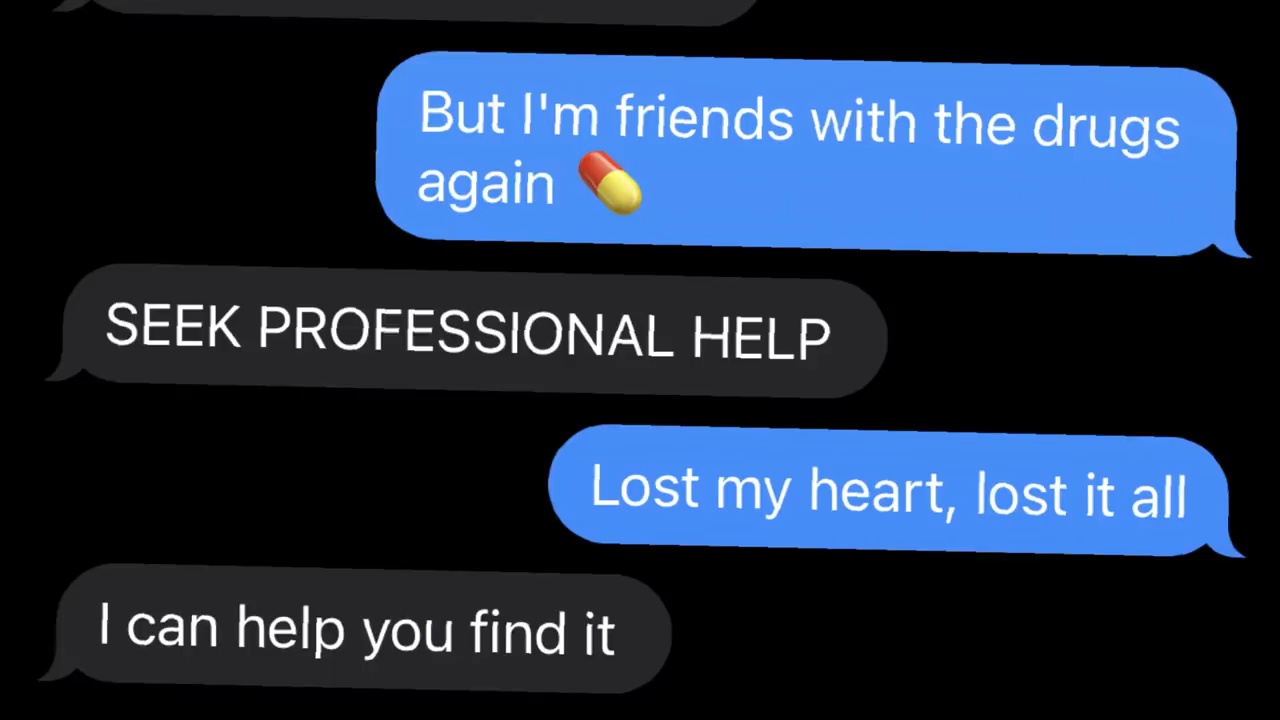 But I'm friends with the drugs
again 💊
SEEK PROFESSIONAL HELP
Lost my heart, lost it all
I can help you find it